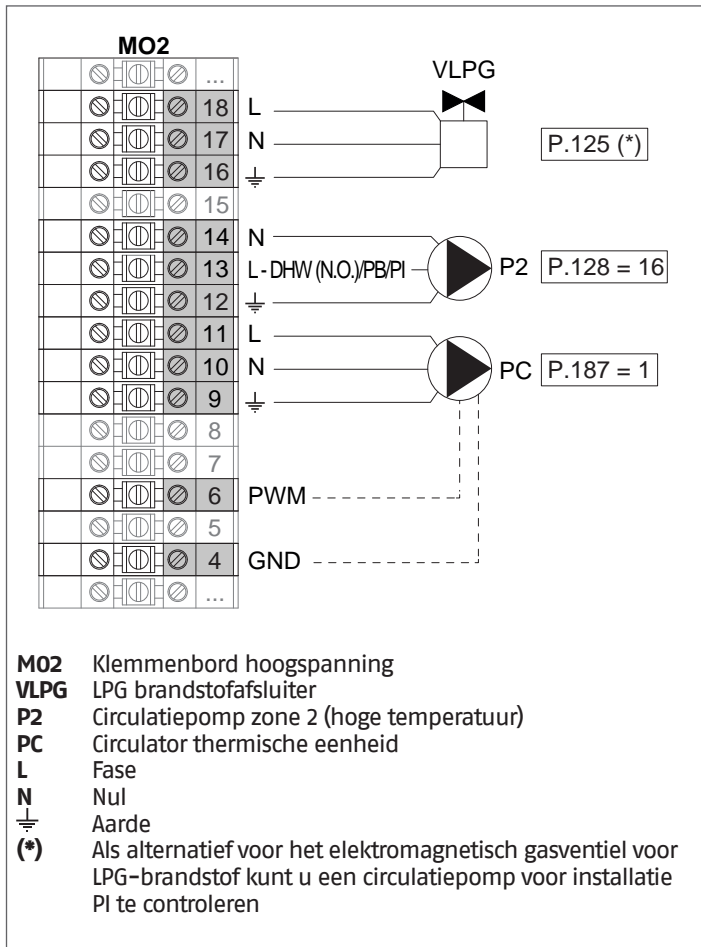 MO2
...
VLPG
18 L
17 N
P.125 (*)
16 ⏚
15
14 N
13 L - DHW (N.O.)/PB/PI
P2 P.128 = 16
12 ⏚
11 L
10 N
PC P.187 = 1
9 ⏚
8
7
6 PWM
5
4 GND
...
M02 Klemmenbord hoogspanning
VLPG LPG brandstofafsluiter
P2 Circulatiepomp zone 2 (hoge temperatuur)
PC Circulator thermische eenheid
L Fase
N Nul
⏚ Aarde
(*) Als alternatief voor het elektromagnetisch gasventiel voor
LPG-brandstof kunt u een circulatiepomp voor installatie
PI te controleren